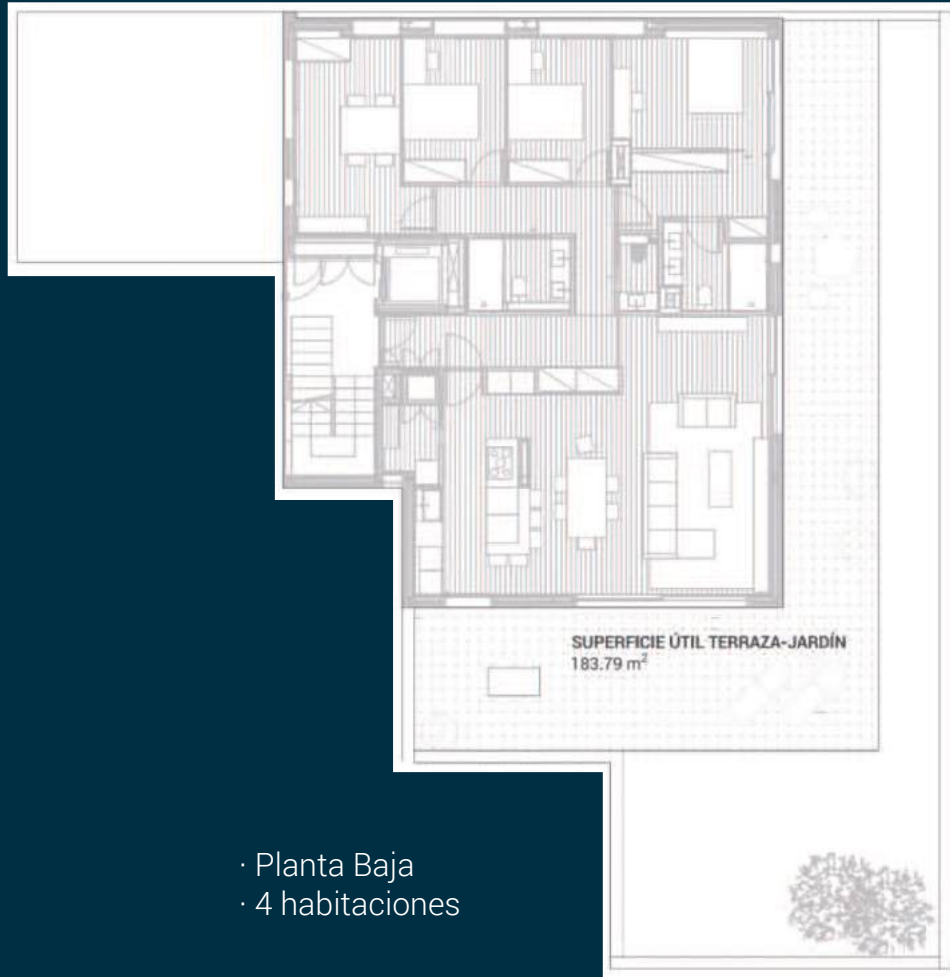 SUPERFICIE ÚTIL TERRAZA-JARDÍN
183.79 m²
· Planta Baja
· 4 habitaciones